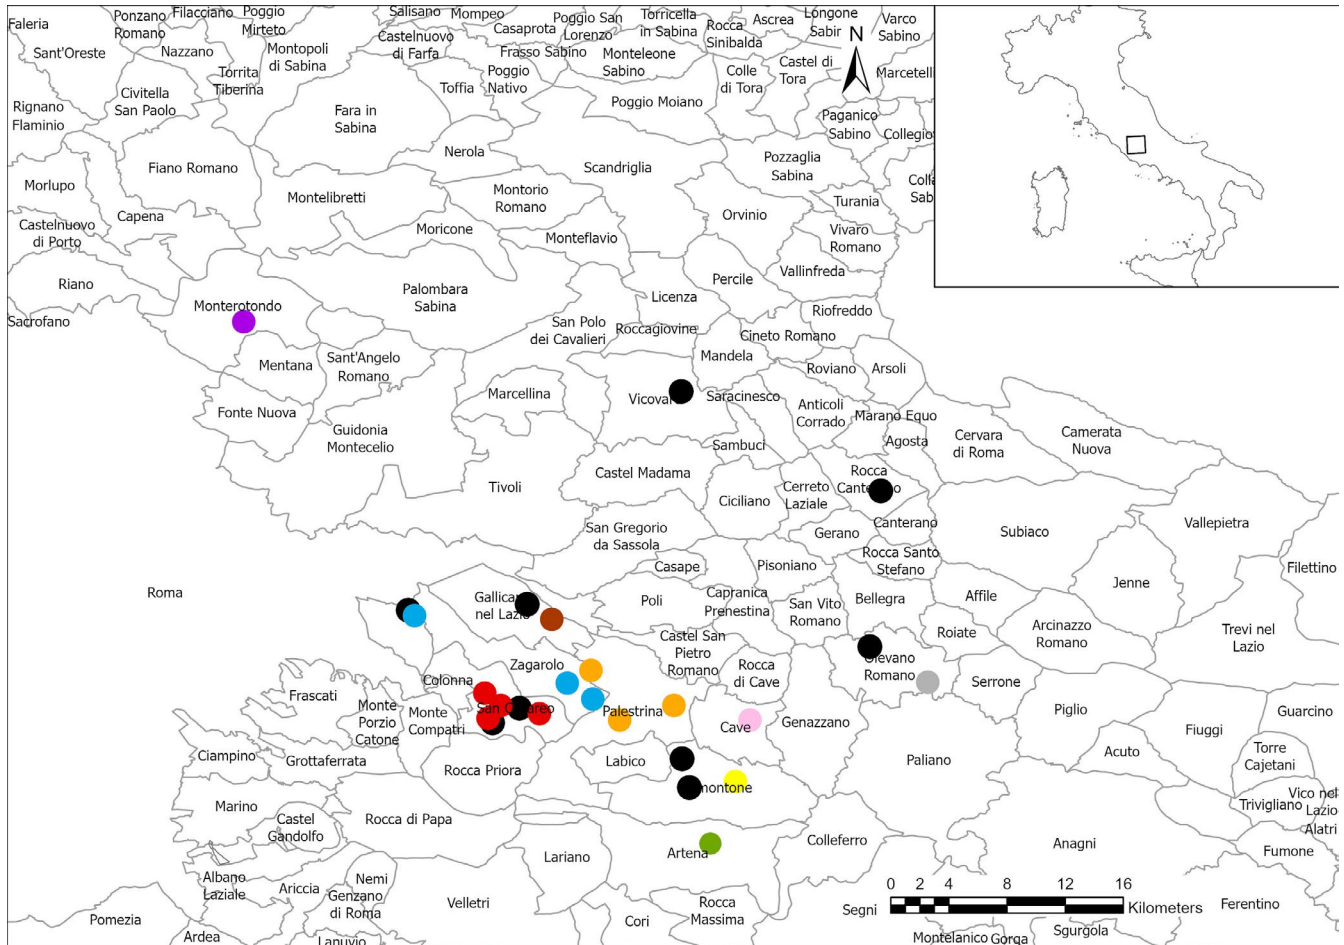 Faleria
Ponzano
Romano
Filacciano
Poggio
Mirteto
Salisano
Mompeo
Casaprota
Poggio San
Lorenzo
Torricella
in Sabina
Rocca
Sinibalda
Ascrea
Longone
Sabir
Varco
Sabino
Sant'Oreste
Nazzano
Montopoli
di Sabina
Castelnuovo
di Farfa
Frasso Sabino
Monteleone
Sabino
Colle
di Tora
Castel di
Tora
N
Marcetelli
Torrita
Tiberina
Civitella
San Paolo
Toffia
Poggio
Nativo
Poggio Moiano
Paganico
Sabino
Collegiov
Rignano
Flaminio
Fara in
Sabina
Nerola
Scandriglia
Pozzaglia
Sabina
Fiano Romano
Morlupo
Montelibretti
Montorio
Romano
Orvinio
Turania
Colle
Sab
Capena
Castelnuovo
di Porto
Moricone
Monteflavio
Vivaro
Romano
Riano
Palombara
Sabina
Percile
Vallinfreda
Licenza
Monterotondo
Sacrofano
San Polo
dei Cavalieri
Roccagiovine
Riofreddo
Cineto Romano
Mandela
Mentana
Sant'Angelo
Romano
Roviano
Arsoli
Marcellina
Vicovar
Saracinesco
Anticoli
Corrado
Marano Equo
Fonte Nuova
Guidonia
Montecelio
Sambuci
Agosta
Cervara
di Roma
Camerata
Nuova
Tivoli
Castel Madama
Ciciliano
Cerreto
Laziale
Rocca
Cant
o
San Gregorio
da Sassola
Gerano
Canterano
Subiaco
Vallepietra
Casape
Pisoniano
Rocca Santo
Stefano
Filettino
Jenne
Roma
Gallica
nel Lazio
Poli
Capranica
Prenestina
San Vito
Romano
Bellegra
Affile
Arcinazzo
Romano
Trevi nel
Lazio
Roiate
Castel San
Pietro
Romano
Zagarolo
Rocca
di Cave
Olevano
Romano
Serrone
Colonna
Frascati
Monte
Porzio
Catone
Monte
Compatri
San C
areo
Palestrina
Cave
Genazzano
Piglio
Guarcino
Fiuggi
Acuto
Torre
Cajetani
Ciampino
Grottaferrata
Rocca Priora
Labico
Paliano
montone
Trivigliano
Vico nel
Lazio
Alatri
Marino
Castel
Gandolfo
Rocca di Papa
Lariano
Artena
Colleferro
Anagni
Fumone
Albano
Laziale
Ariccia
Nemi
Genzano
di Roma
Velletri
Rocca
Massima
Cori
0 2 4 8 12 16
Kilometers
Segni
Ferentino
Pomezia
Ardea
Lanuvio
Montelanico
Gorga
Sgurgola